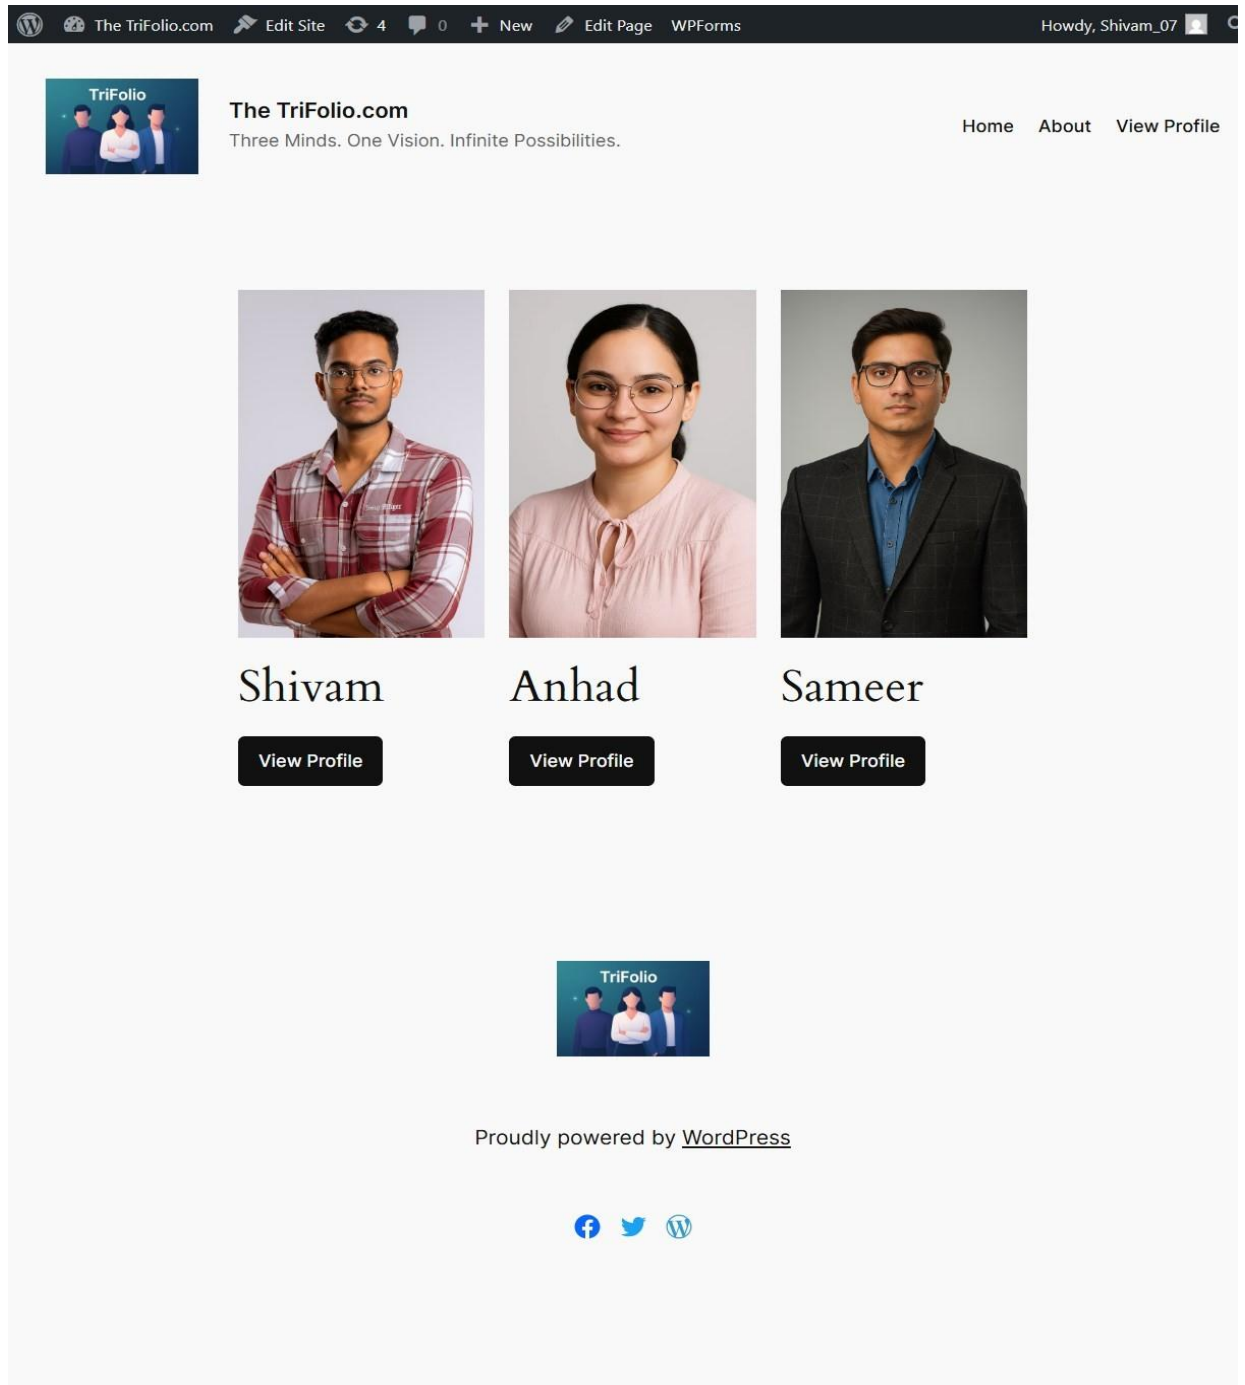 The TriFolio.com Edit Site 4 0 New Edit Page WPForms Howdy, Shivam_07
TriFolio
The TriFolio.com
Three Minds. One Vision. Infinite Possibilities.
Home About View Profile
Shivam Anhad Sameer
View Profile View Profile View Profile
TriFolio
Proudly powered by WordPress